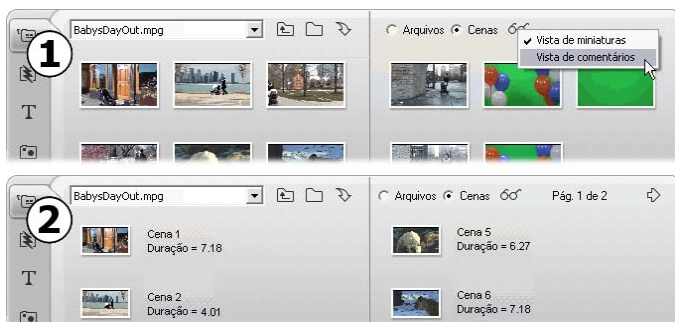 1
BabysDayOut.mpg
Arquivos Cenas
Vista de miniaturas
Vista de comentários
T
2
BabysDayOut.mpg
Arquivos Cenas Pág. 1 de 2
Cena 1
Duração = 7.18
Cena 5
Duração = 6.27
T
Cena 2
Duração = 4.01
Cena 6
Duração = 7.18